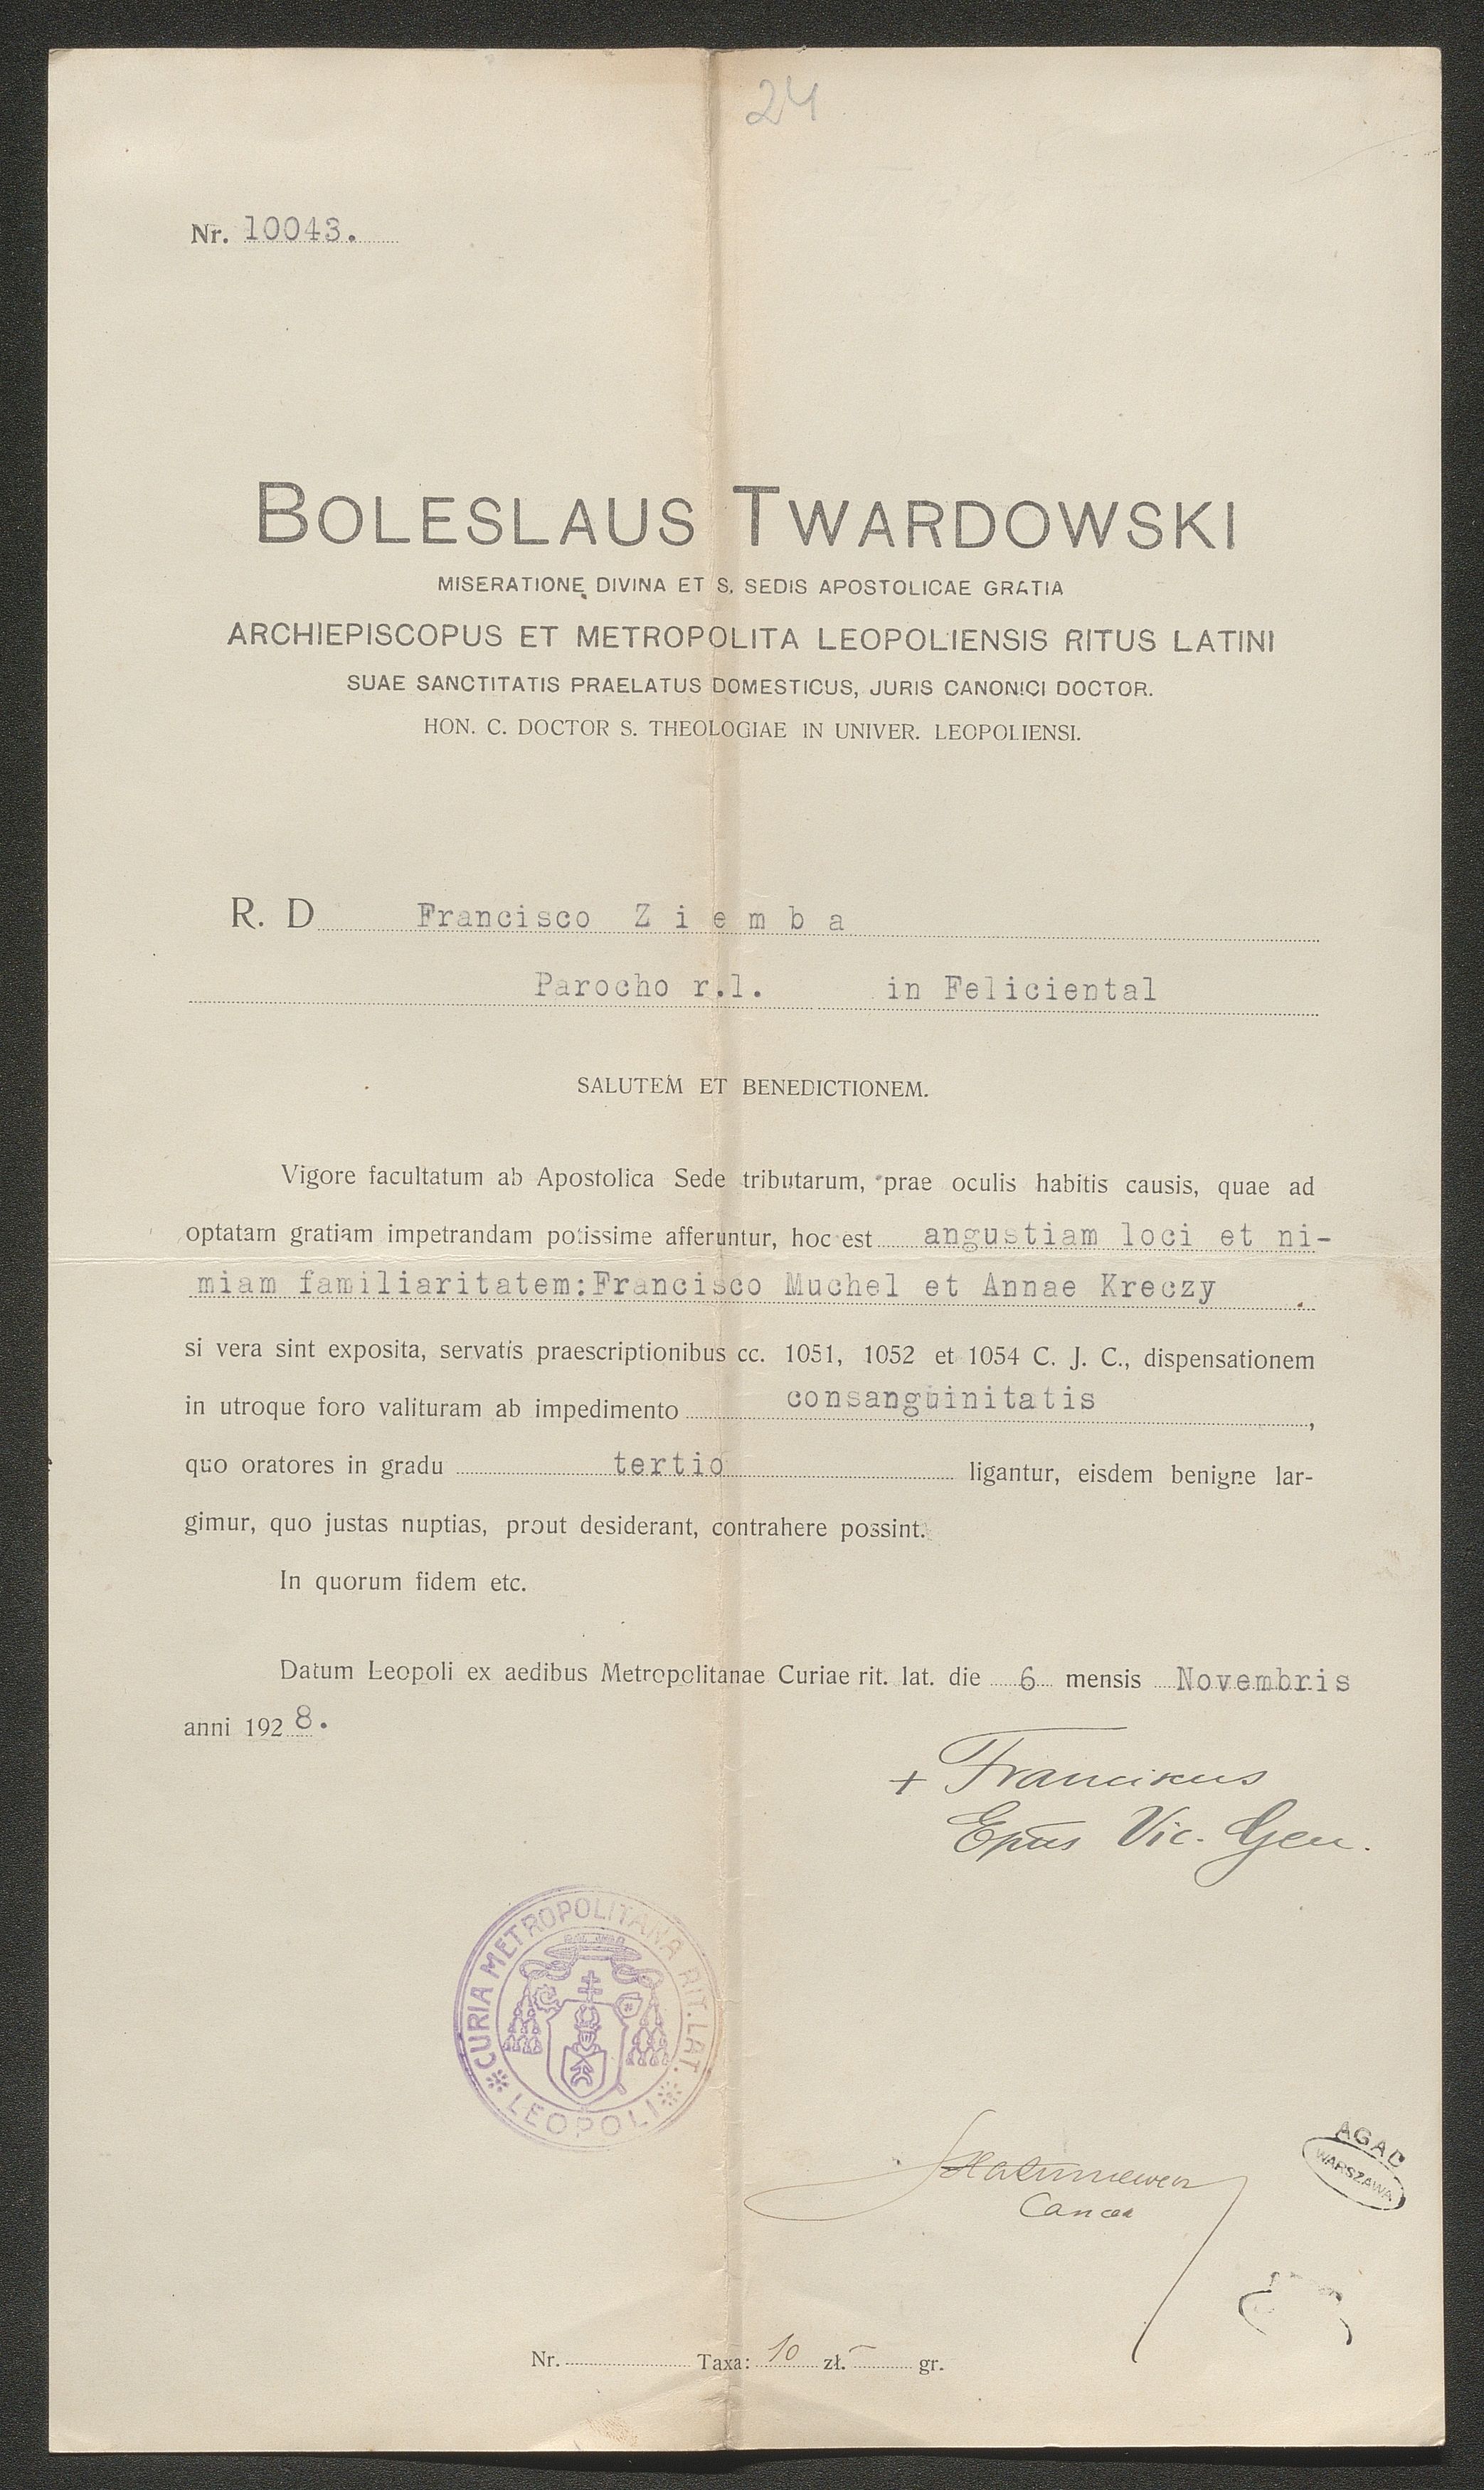 24
Nr. 10043.
BOLESLAUS TWARDOWSKI
MISERATIONE DIVINA ET S. SEDIS APOSTOLICAE GRATIA
ARCHIEPISCOPUS ET METROPOLITA LEOPOLIENSIS RITUS LATINI
SUAE SANCTITATIS PRAELATUS DOMESTICUS, JURIS CANONICI DOCTOR.
HON. C. DOCTOR S. THEOLOGIAE IN UNIVER. LEOPOLIENSI.
R. D Francisco Z i e m b a
Parocho r.l. in Feliciental
SALUTEM ET BENEDICTIONEM.
Vigore facultatum ab Apostolica Sede tributarum, prae oculis habitis causis, quae ad
optatam gratiam impetrandam potissime afferuntur, hoc est angustiam loci et ni-
miam familiaritatem:Francisco Muchel et Annae Kreczy
si vera sint exposita, servatis praescriptionibus cc. 1051, 1052 et 1054 C. J. C., dispensationem
in utroque foro valituram ab impedimento consanguinitatis,
quo oratores in gradu tertio ligantur, eisdem benigne lar-
gimur, quo justas nuptias, prout desiderant, contrahere possint.
In quorum fidem etc.
Datum Leopoli ex aedibus Metropolitanae Curiae rit. lat. die 6 mensis Novembris
anni 1928.
+ Franciscus
Epus Vic. Gen.
CURIA METROPOLITANA RIT. LAT.
LEOPOLI
AGAD
WARSZAWA
Nr. Taxa: 10 zł. – gr.